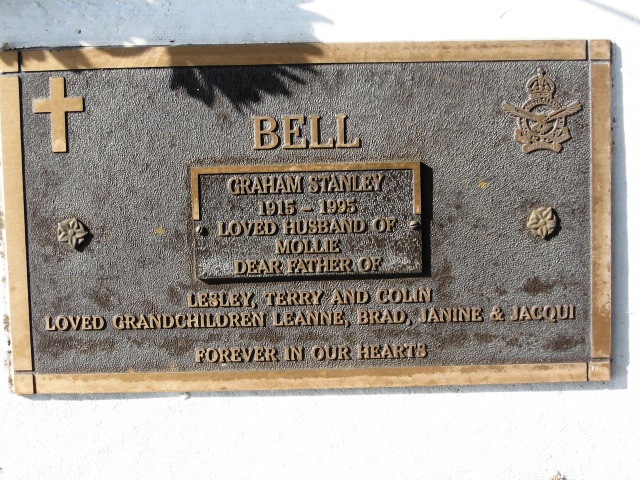 BELL
GRAHAM STANLEY
1915 - 1995
LOVED HUSBAND OF
MOLLIE
DEAR FATHER OF
LESLEY, TERRY AND COLIN
LOVED GRANDCHILDREN LEANNE, BRAD, JANINE & JACQUI
FOREVER IN OUR HEARTS